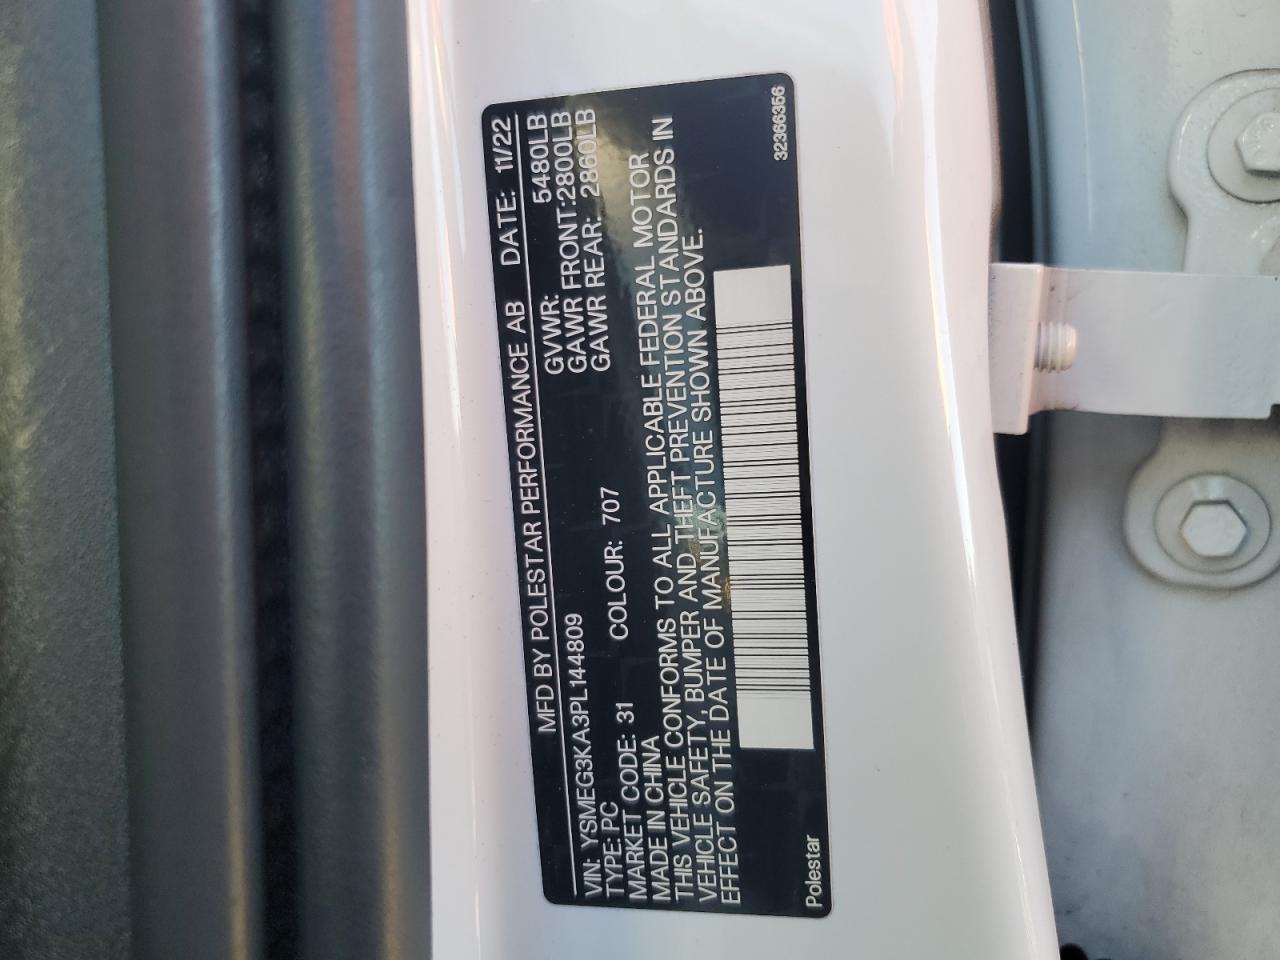 MFD BY POLESTAR PERFORMANCE AB DATE: 11/22
VIN: YSMEG3KA3PL144809 GVWR: 5480LB
TYPE: PC GAWR FRONT: 2800LB
MARKET CODE: 31 COLOUR: 707 GAWR REAR: 2860LB
MADE IN CHINA
THIS VEHICLE CONFORMS TO ALL APPLICABLE FEDERAL MOTOR
VEHICLE SAFETY, BUMPER AND THEFT PREVENTION STANDARDS IN
EFFECT ON THE DATE OF MANUFACTURE SHOWN ABOVE.
Polestar 32366356